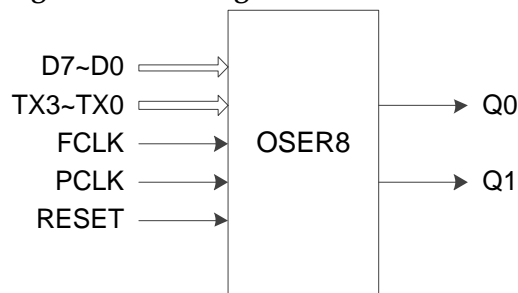 D7~D0
TX3~TX0
FCLK
PCLK
RESET
OSER8
Q0
Q1